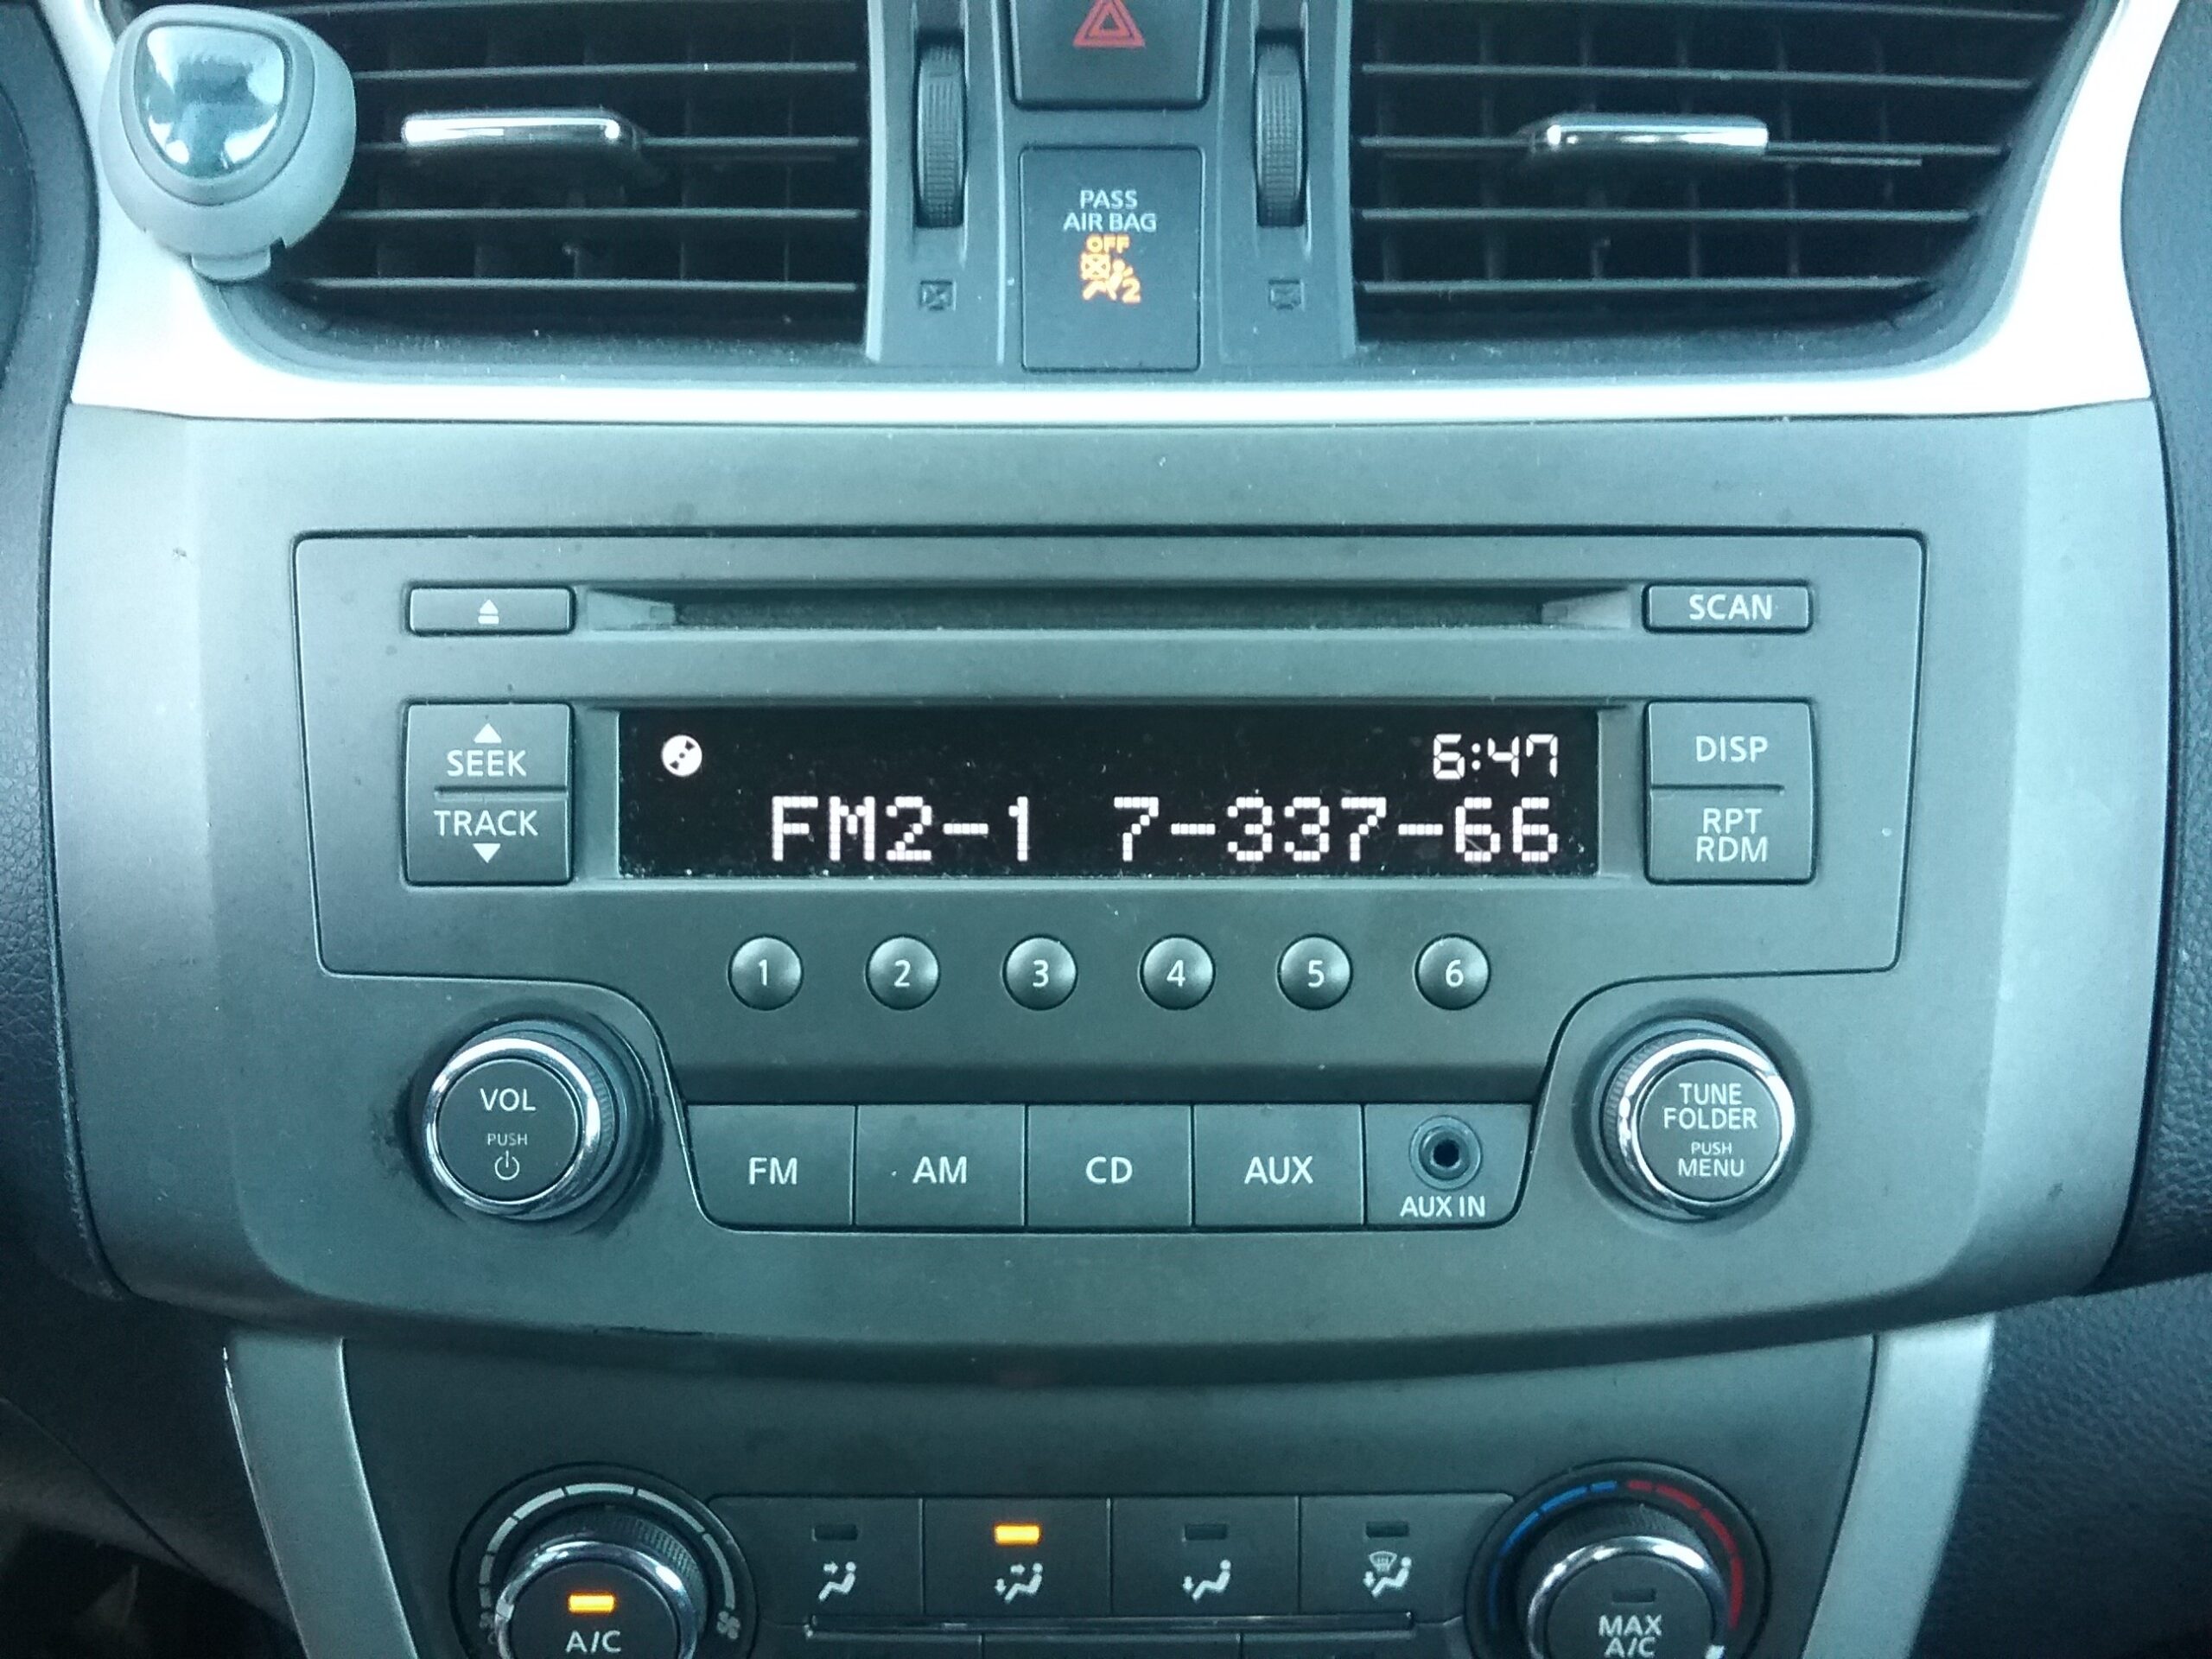 PASS
AIR BAG
OFF
2
SCAN
SEEK
TRACK
6:47
FM2-1 7-337-66
DISP
RPT
RDM
1 2 3 4 5 6
VOL
PUSH
FM AM CD AUX
AUX IN
TUNE
FOLDER
PUSH
MENU
A/C
MAX
A/C